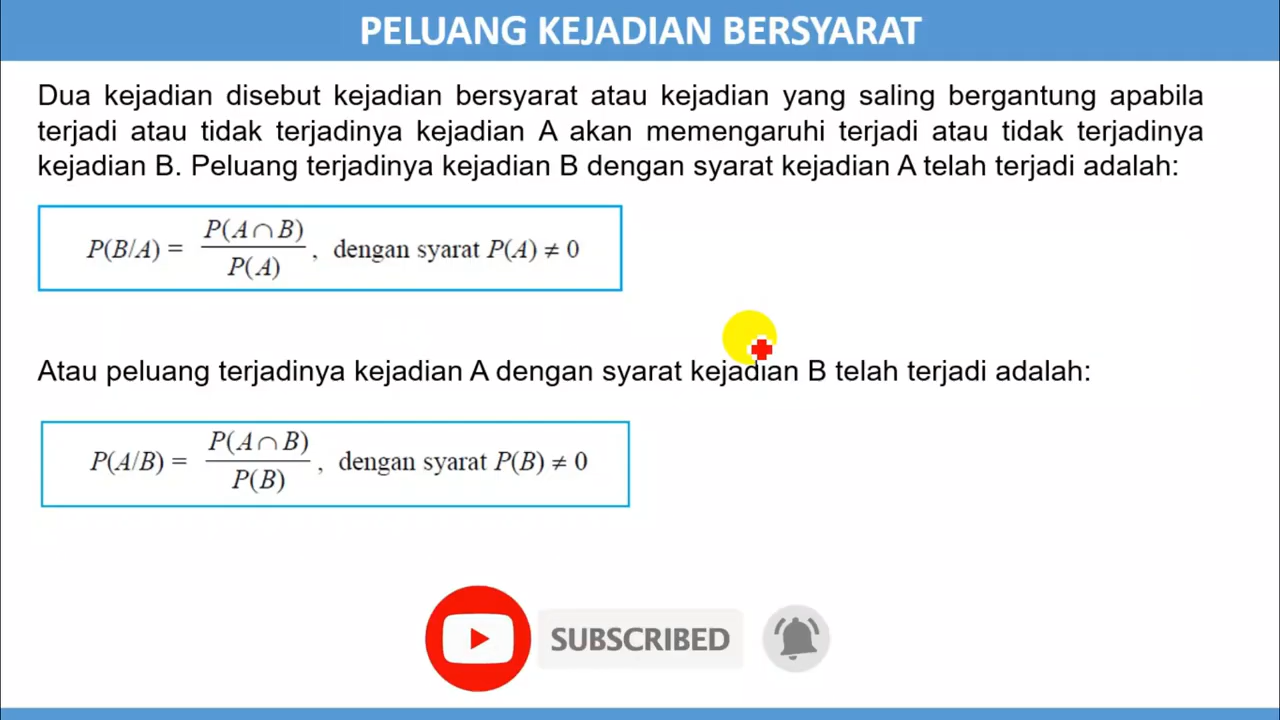 PELUANG KEJADIAN BERSYARAT
Dua kejadian disebut kejadian bersyarat atau kejadian yang saling bergantung apabila
terjadi atau tidak terjadinya kejadian A akan memengaruhi terjadi atau tidak terjadinya
kejadian B. Peluang terjadinya kejadian B dengan syarat kejadian A telah terjadi adalah:
P(B/A) = P(A∩B) / P(A) , dengan syarat P(A) ≠ 0
Atau peluang terjadinya kejadian A dengan syarat kejadian B telah terjadi adalah:
P(A/B) = P(A∩B) / P(B) , dengan syarat P(B) ≠ 0
SUBSCRIBED